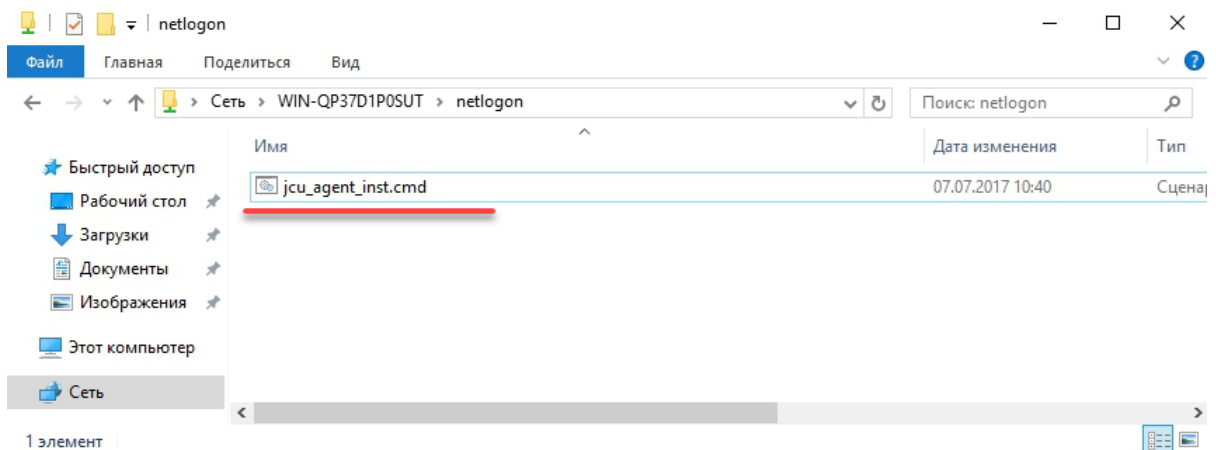 netlogon
Файл Главная Поделиться Вид
Сеть > WIN-QP37D1P0SUT > netlogon
Поиск: netlogon
Имя Дата изменения Тип
Быстрый доступ
jcu_agent_inst.cmd 07.07.2017 10:40 Сцена
Рабочий стол
Загрузки
Документы
Изображения
Этот компьютер
Сеть
1 элемент